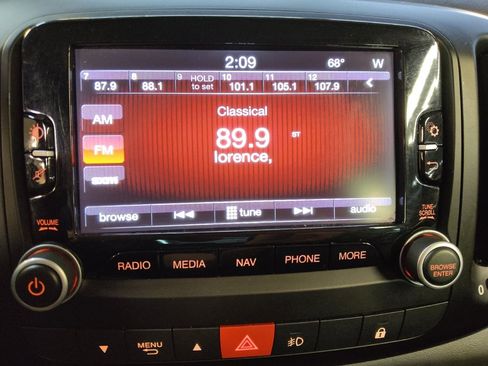 2:09 68° W
7 8 9 HOLD 10 11 12
87.9 88.1 to set 101.1 105.1 107.9
Classical
AM
89.9 ST
FM
lorence,
sxm
browse tune audio
VOLUME
TUNE-
SCROLL
RADIO MEDIA NAV PHONE MORE
BROWSE
ENTER
MENU
0